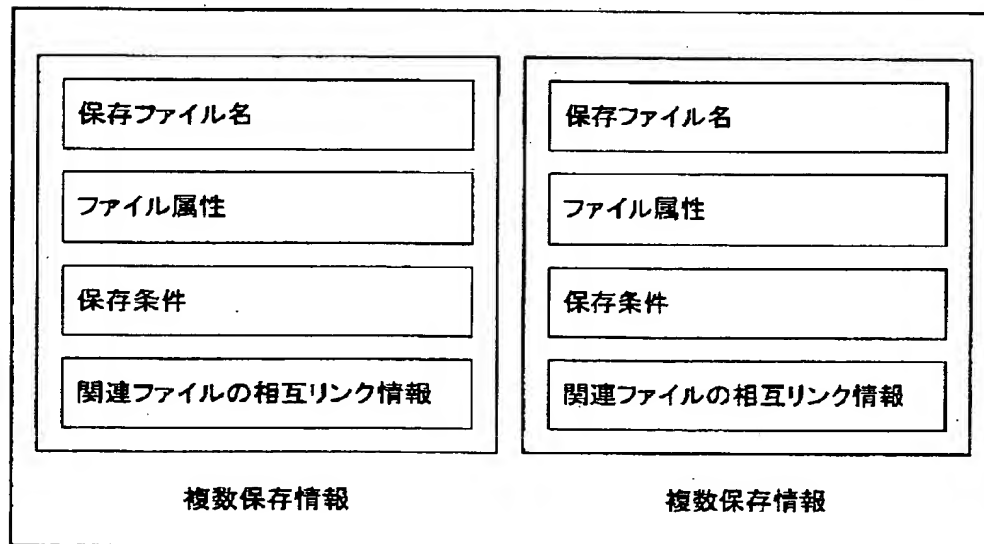 保存ファイル名
ファイル属性
保存条件
関連ファイルの相互リンク情報
複数保存情報
保存ファイル名
ファイル属性
保存条件
関連ファイルの相互リンク情報
複数保存情報